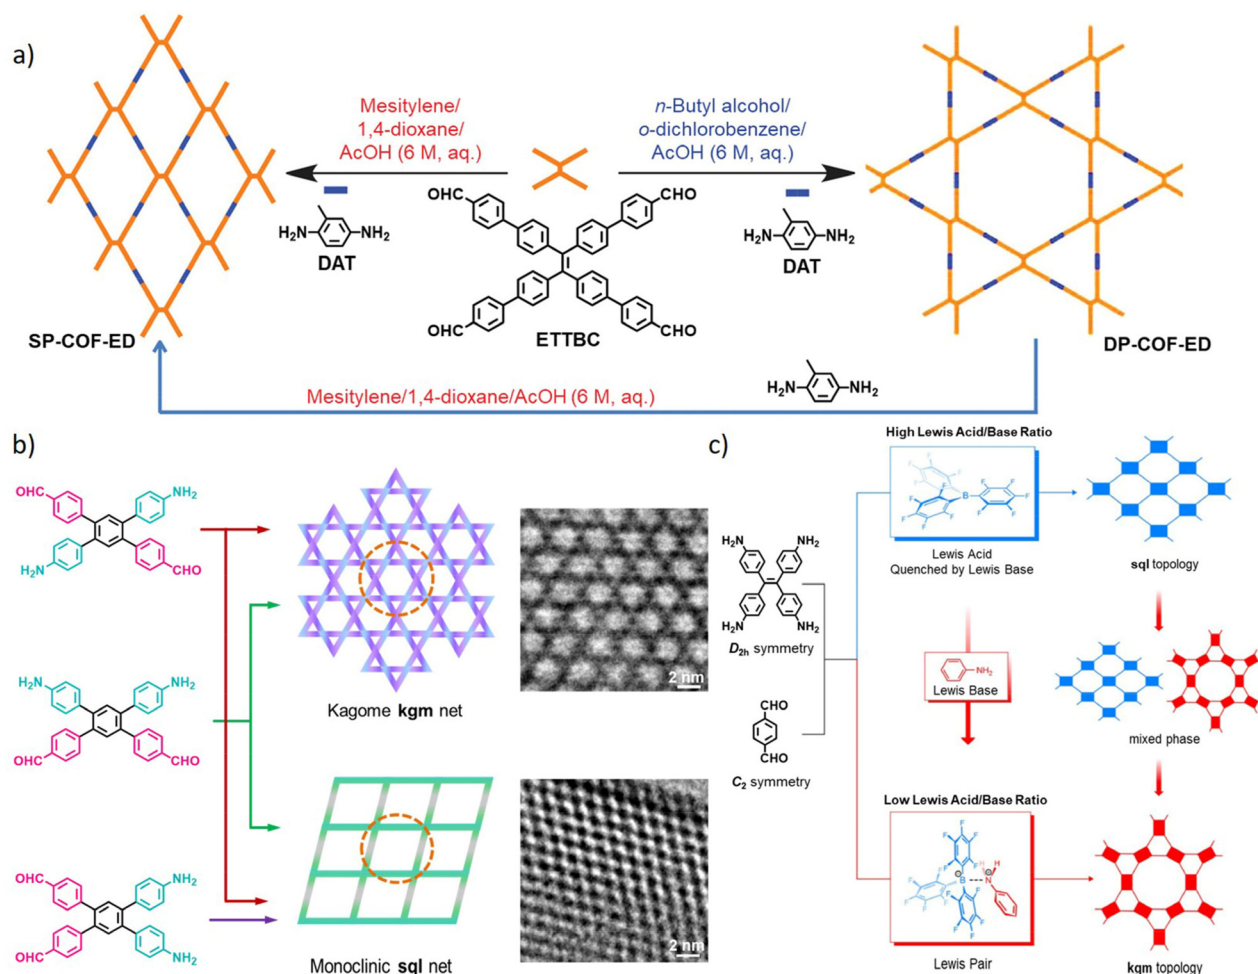 a)
Mesitylene/
1,4-dioxane/
AcOH (6 M, aq.)
n-Butyl alcohol/
o-dichlorobenzene/
AcOH (6 M, aq.)
H₂N
NH₂
DAT
OHC
CHO
OHC
CHO
ETTBC
H₂N
NH₂
DAT
SP-COF-ED
DP-COF-ED
Mesitylene/1,4-dioxane/AcOH (6 M, aq.)
H₂N
NH₂
b)
OHC
NH₂
H₂N
CHO
Kagome kgm net
2 nm
H₂N
NH₂
OHC
CHO
OHC
NH₂
OHC
NH₂
Monoclinic sql net
2 nm
c)
High Lewis Acid/Base Ratio
F
F
F
F
F
F
F
F
F
F
B
F
F
F
F
F
Lewis Acid
Quenched by Lewis Base
sql topology
NH₂
NH₂
NH₂
NH₂
D₂h symmetry
CHO
CHO
C₂ symmetry
NH₂
Lewis Base
mixed phase
Low Lewis Acid/Base Ratio
F
F
F
F
F
F
F
F
F
F
B
N
H
H
F
F
F
F
F
Lewis Pair
kgm topology